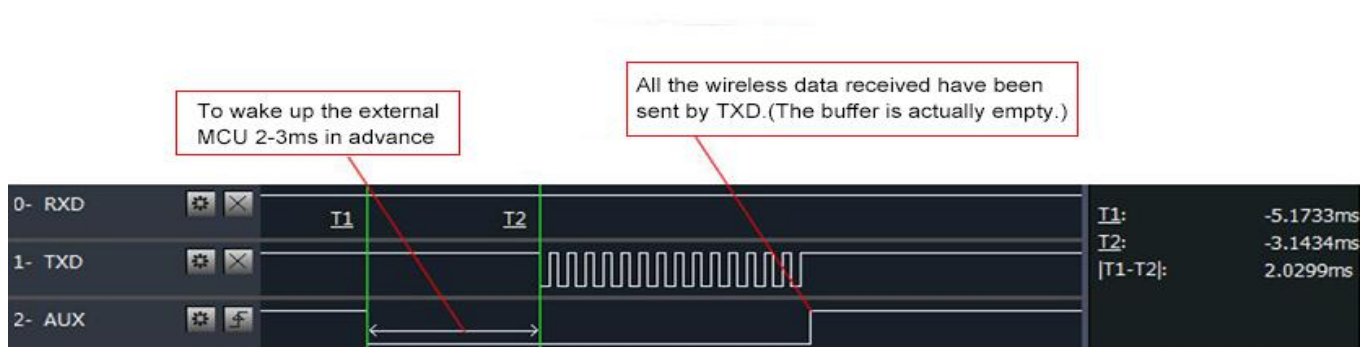 All the wireless data received have been
sent by TXD.(The buffer is actually empty.)
To wake up the external
MCU 2-3ms in advance
0- RXD
T1
T2
T1: -5.1733ms
T2: -3.1434ms
|T1-T2|: 2.0299ms
1- TXD
2- AUX